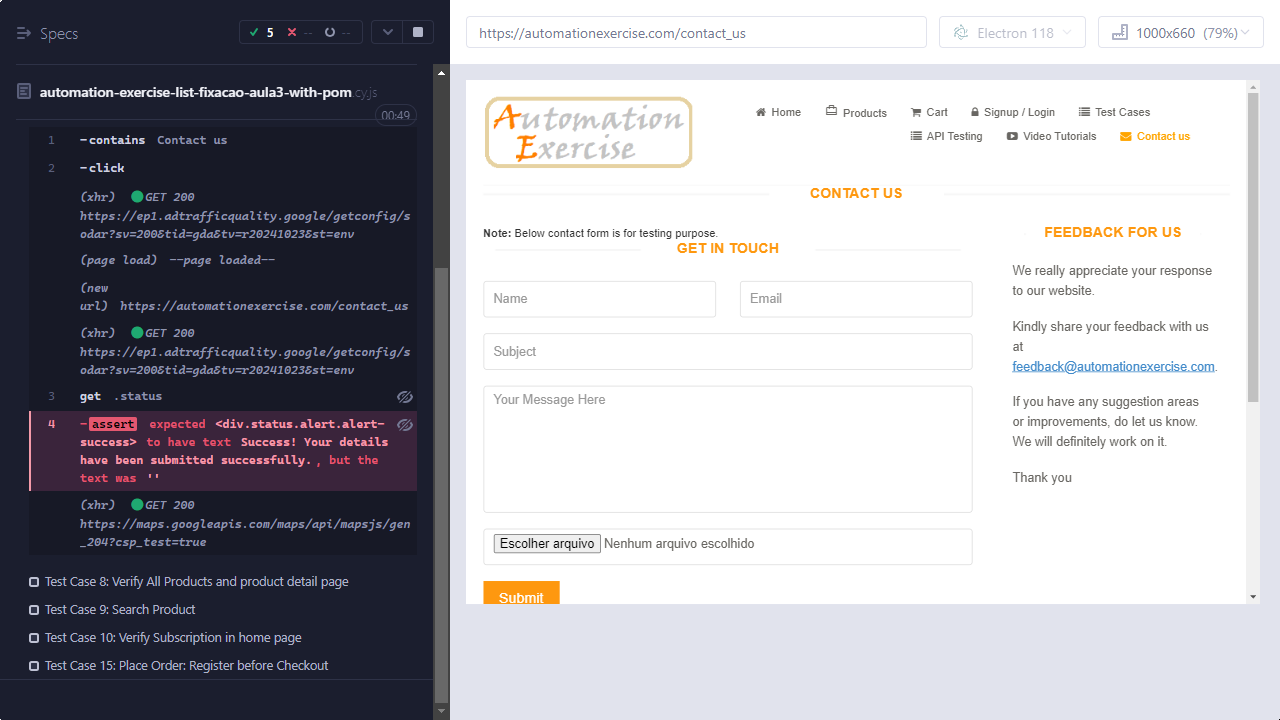 Specs
5
--
--
automation-exercise-list-fixacao-aula3-with-pom.cy.js
00:49
1 -contains Contact us
2 -click
(xhr) GET 200
https://ep1.adtrafficquality.google/getconfig/s
odar?sv=200&tid=gda&tv=r20241023&st=env
(page load) --page loaded--
(new
url) https://automationexercise.com/contact_us
(xhr) GET 200
https://ep1.adtrafficquality.google/getconfig/s
odar?sv=200&tid=gda&tv=r20241023&st=env
3 get .status
4 -assert expected <div.status.alert.alert-
success> to have text Success! Your details
have been submitted successfully. , but the
text was ''
(xhr) GET 200
https://maps.googleapis.com/maps/api/mapsjs/gen
_204?csp_test=true
Test Case 8: Verify All Products and product detail page
Test Case 9: Search Product
Test Case 10: Verify Subscription in home page
Test Case 15: Place Order: Register before Checkout
https://automationexercise.com/contact_us
Electron 118
1000x660 (79%)
Automation
Exercise
Home Products Cart Signup / Login Test Cases
API Testing Video Tutorials Contact us
CONTACT US
Note: Below contact form is for testing purpose.
GET IN TOUCH
Name
Email
Subject
Your Message Here
Escolher arquivo Nenhum arquivo escolhido
Submit
FEEDBACK FOR US
We really appreciate your response
to our website.
Kindly share your feedback with us
at
feedback@automationexercise.com.
If you have any suggestion areas
or improvements, do let us know.
We will definitely work on it.
Thank you